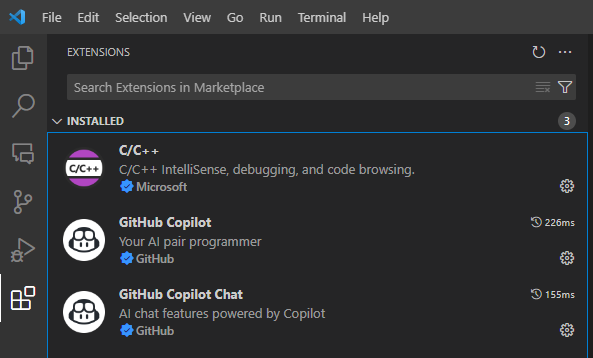 File Edit Selection View Go Run Terminal Help
EXTENSIONS
Search Extensions in Marketplace
INSTALLED 3
C/C++
C/C++
C/C++ IntelliSense, debugging, and code browsing.
Microsoft
GitHub Copilot 226ms
Your AI pair programmer
GitHub
GitHub Copilot Chat 155ms
AI chat features powered by Copilot
GitHub